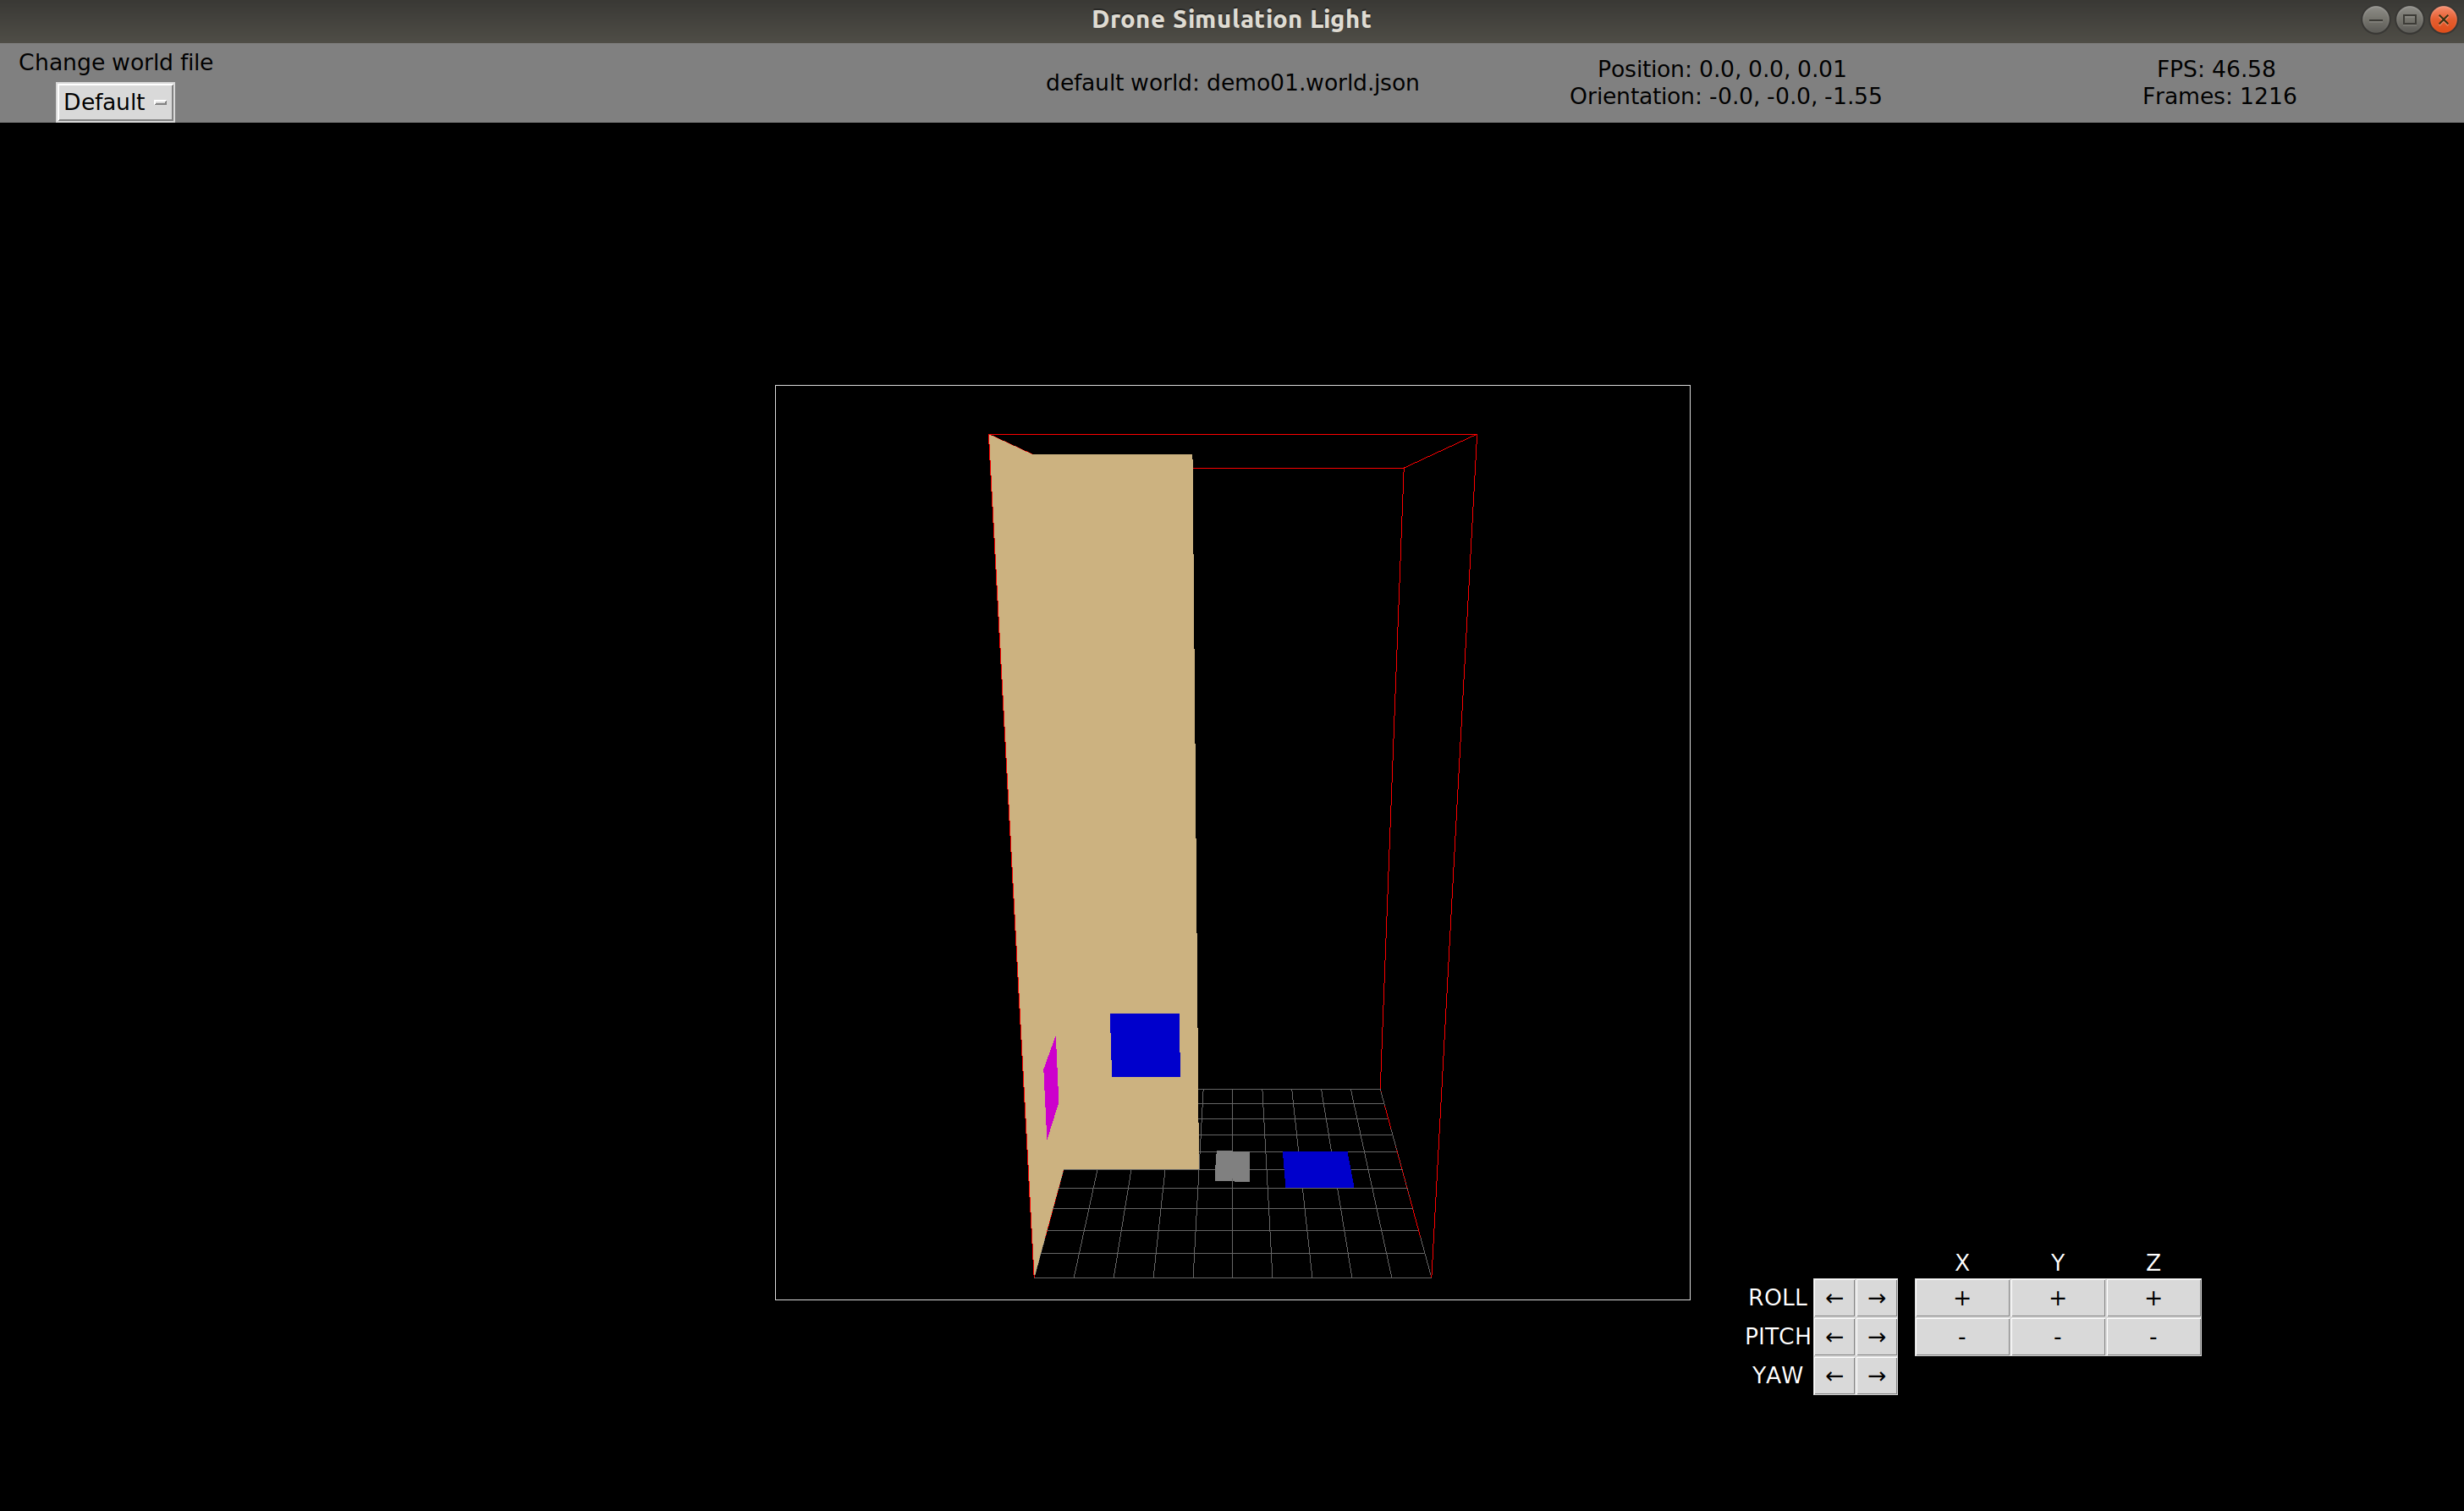 Drone Simulation Light
Change world file
Default
default world: demo01.world.json
Position: 0.0, 0.0, 0.01
Orientation: -0.0, -0.0, -1.55
FPS: 46.58
Frames: 1216
X Y Z
ROLL ← → + + +
PITCH ← → - - -
YAW ← →